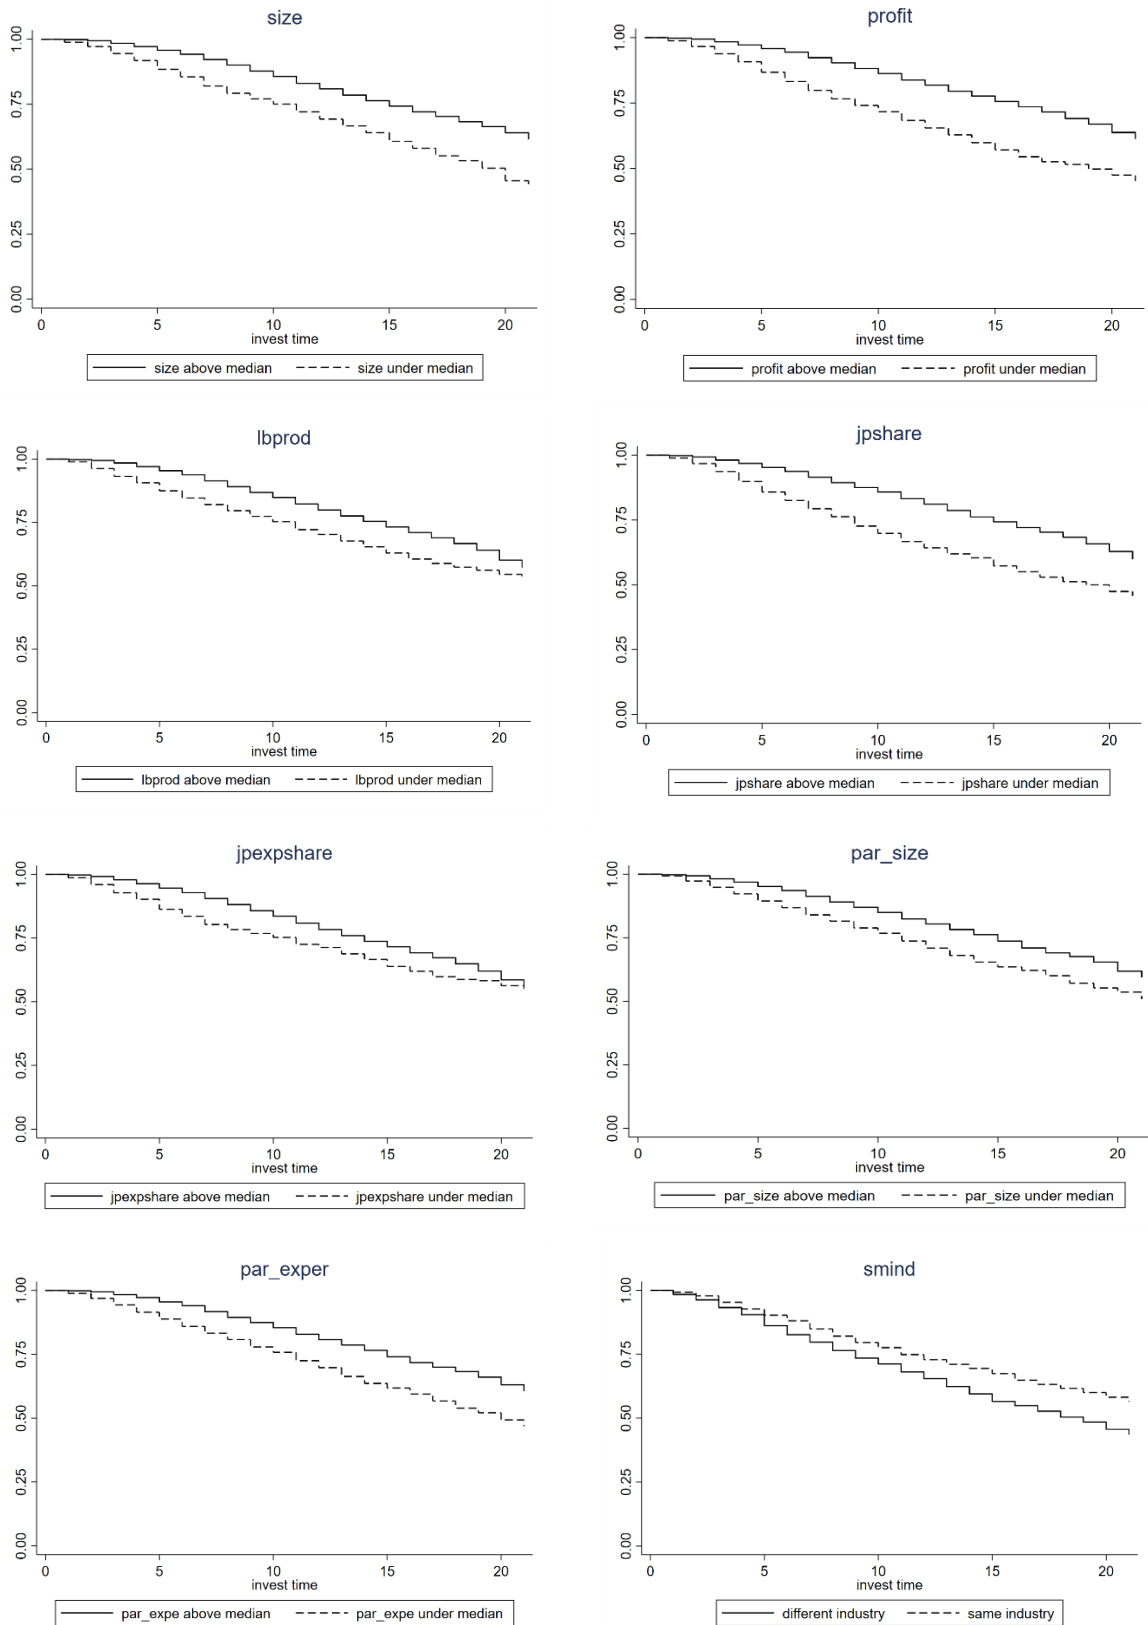 size
1.00
0.75
0.50
0.25
0.00
0 5 10 15 20
invest time
size above median size under median
profit
1.00
0.75
0.50
0.25
0.00
0 5 10 15 20
invest time
profit above median profit under median
lbprod
1.00
0.75
0.50
0.25
0.00
0 5 10 15 20
invest time
lbprod above median lbprod under median
jpshare
1.00
0.75
0.50
0.25
0.00
0 5 10 15 20
invest time
jpshare above median jpshare under median
jpexpshare
1.00
0.75
0.50
0.25
0.00
0 5 10 15 20
invest time
jpexpshare above median jpexpshare under median
par_size
1.00
0.75
0.50
0.25
0.00
0 5 10 15 20
invest time
par_size above median par_size under median
par_exper
1.00
0.75
0.50
0.25
0.00
0 5 10 15 20
invest time
par_expe above median par_expe under median
smind
1.00
0.75
0.50
0.25
0.00
0 5 10 15 20
invest time
different industry same industry